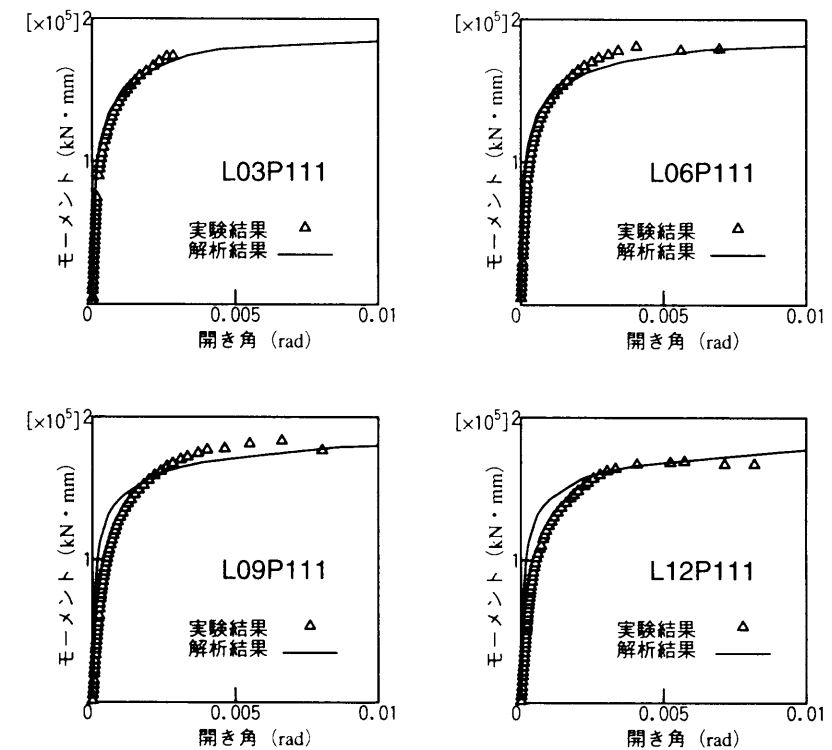 [×10⁵]2
モーメント (kN・mm)
1
L03P111
実験結果 △
解析結果
0 0.005 0.01
開き角 (rad)
[×10⁵]2
モーメント (kN・mm)
1
L06P111
実験結果 △
解析結果
0 0.005 0.01
開き角 (rad)
[×10⁵]2
モーメント (kN・mm)
1
L09P111
実験結果 △
解析結果
0 0.005 0.01
開き角 (rad)
[×10⁵]2
モーメント (kN・mm)
1
L12P111
実験結果 △
解析結果
0 0.005 0.01
開き角 (rad)